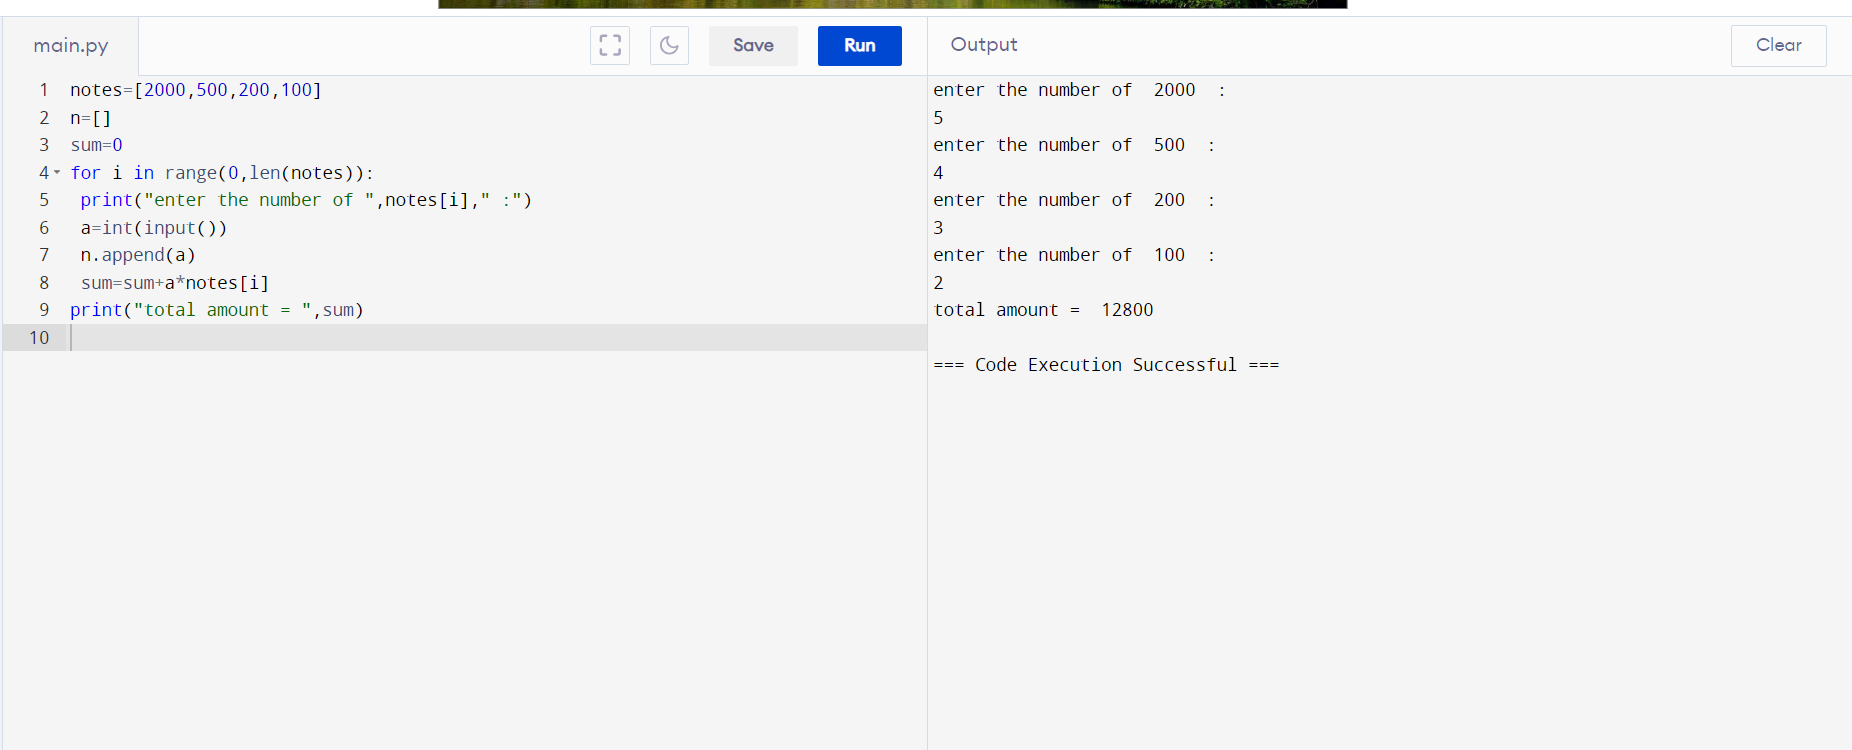 main.py
Save
Run
Output
Clear
1 notes=[2000,500,200,100]
2 n=[]
3 sum=0
4 for i in range(0,len(notes)):
5  print("enter the number of ",notes[i]," :")
6  a=int(input())
7  n.append(a)
8  sum=sum+a*notes[i]
9 print("total amount = ",sum)
10
enter the number of  2000  :
5
enter the number of  500  :
4
enter the number of  200  :
3
enter the number of  100  :
2
total amount =  12800
=== Code Execution Successful ===